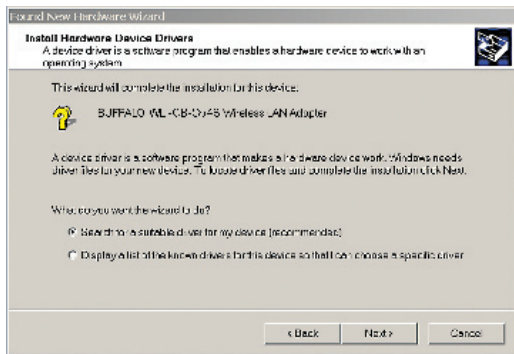 Found New Hardware Wizard
Install Hardware Device Drivers
A device driver is a software program that enables a hardware device to work with an
operating system.
This wizard will complete the installation for this device:
BUFFALO Wireless LAN Adapter
A device driver is a software program that makes a hardware device work. Windows needs
driver files for your new device. To locate driver files and complete the installation click Next.
What do you want the wizard to do?
Search for a suitable driver for my device (recommended)
Display a list of the known drivers for this device so that I can choose a specific driver
< Back
Next >
Cancel